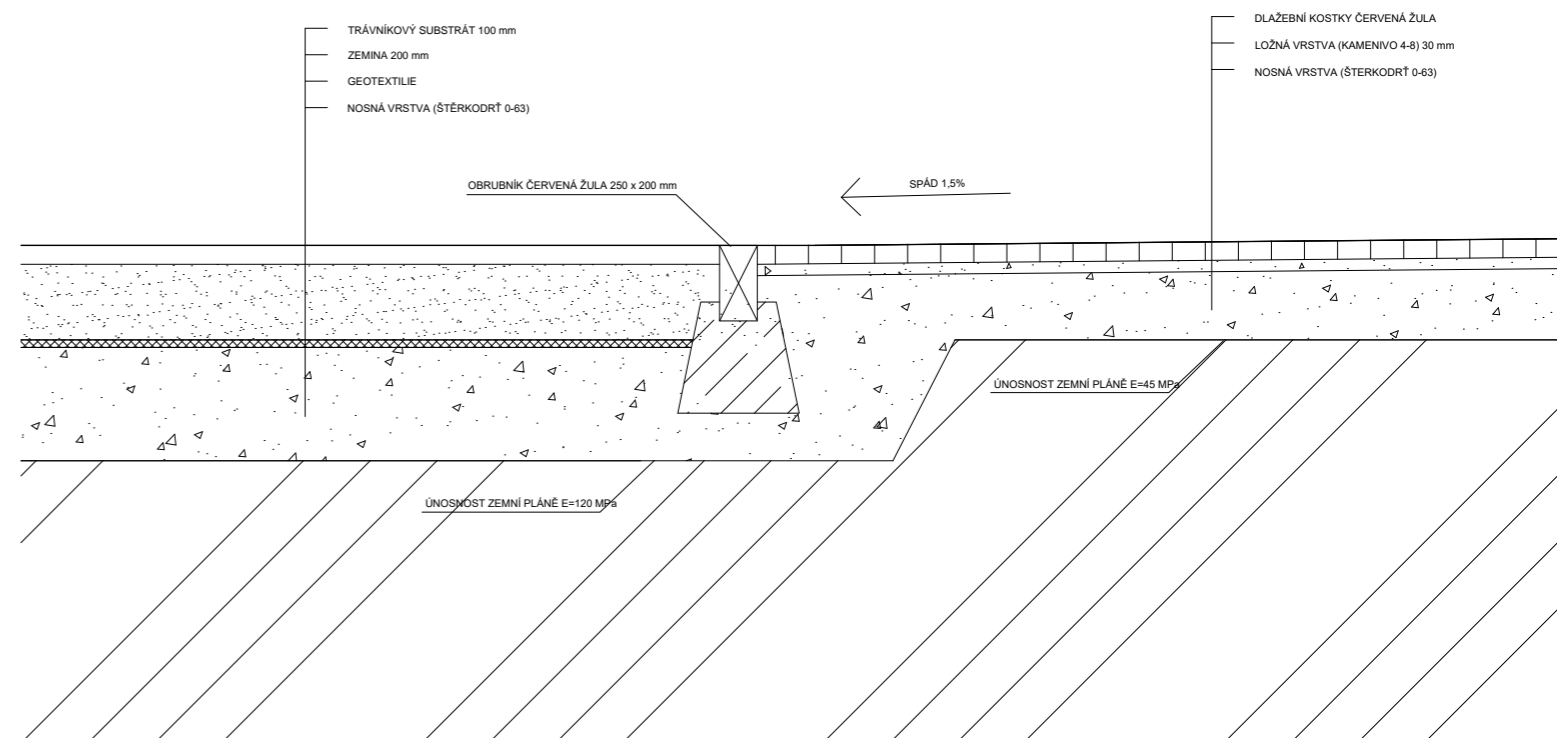 TRÁVNÍKOVÝ SUBSTRÁT 100 mm
ZEMINA 200 mm
GEOTEXTILIE
NOSNÁ VRSTVA (ŠTĚRKODRŤ 0-63)
DLAŽEBNÍ KOSTKY ČERVENÁ ŽULA
LOŽNÁ VRSTVA (KAMENIVO 4-8) 30 mm
NOSNÁ VRSTVA (ŠTERKODRŤ 0-63)
OBRUBNÍK ČERVENÁ ŽULA 250 x 200 mm
SPÁD 1,5%
ÚNOSNOST ZEMNÍ PLÁNĚ E=45 MPa
ÚNOSNOST ZEMNÍ PLÁNĚ E=120 MPa